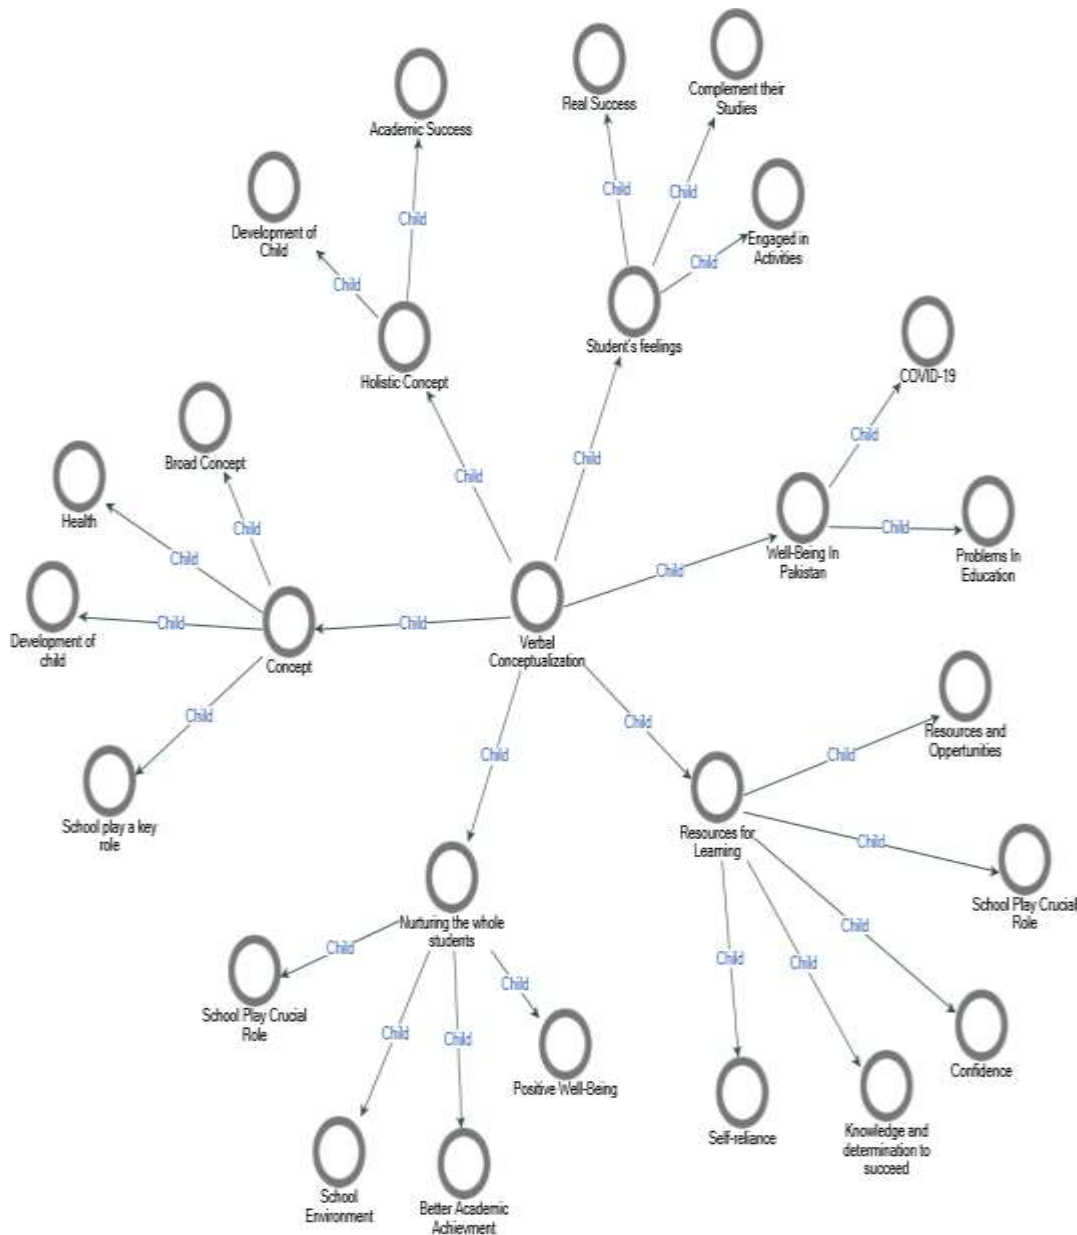 Real Success
Complement their
Studies
Academic Success
Child
Child
Child
Development of
Child
Child
Child
Engaged in
Activities
Child
Student's feelings
Holistic Concept
COVID-19
Child
Broad Concept
Child
Child
Health
Child
Child
Child
Well-Being In
Pakistan
Problems In
Education
Child
Child
Development of
child
Child
Child
Concept
Verbal
Conceptualization
Child
Child
Child
Resources and
Oppertunities
Child
School play a key
role
Resources for
Learning
Child
School Play Crucial
Role
Nurturing the whole
students
Child
Child
Child
Child
Child
School Play Crucial
Role
Child
Child
Child
Positive Well-Being
Confidence
Self-reliance
Knowledge and
determination to
succeed
School
Environment
Better Academic
Achievment